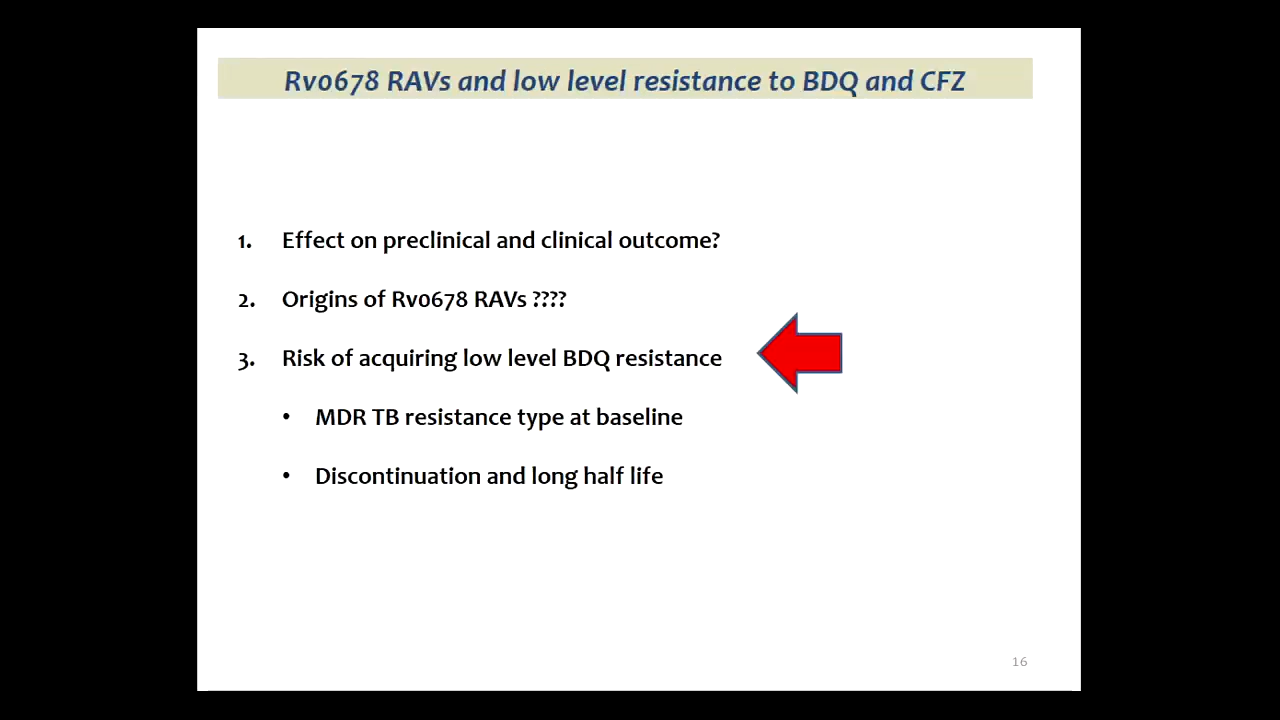 Rv0678 RAVs and low level resistance to BDQ and CFZ
1. Effect on preclinical and clinical outcome?
2. Origins of Rv0678 RAVs ????
3. Risk of acquiring low level BDQ resistance
• MDR TB resistance type at baseline
• Discontinuation and long half life
16